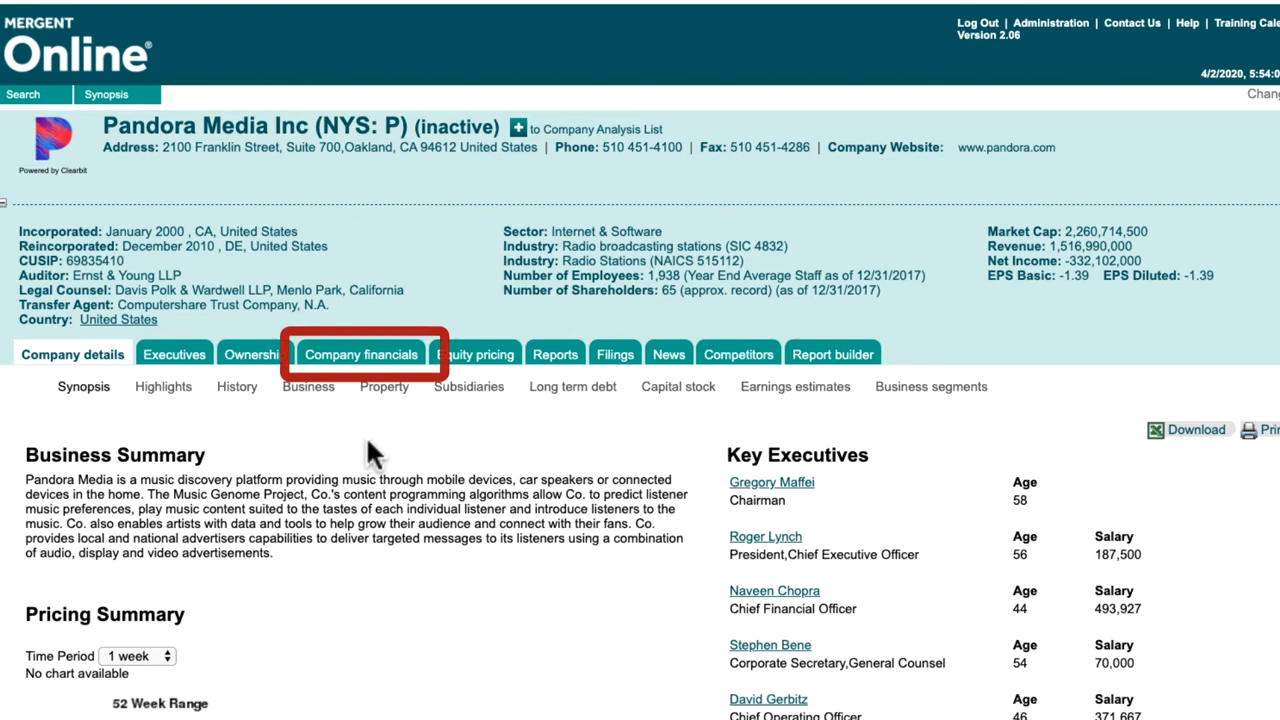 MERGENT
Online®
Log Out | Administration | Contact Us | Help | Training Cale
Version 2.06
4/2/2020, 5:54:0
Search Synopsis
Chang
Pandora Media Inc (NYS: P) (inactive) + to Company Analysis List
Address: 2100 Franklin Street, Suite 700,Oakland, CA 94612 United States | Phone: 510 451-4100 | Fax: 510 451-4286 | Company Website: www.pandora.com
Powered by Clearbit
Incorporated: January 2000 , CA, United States
Reincorporated: December 2010 , DE, United States
CUSIP: 69835410
Auditor: Ernst & Young LLP
Legal Counsel: Davis Polk & Wardwell LLP, Menlo Park, California
Transfer Agent: Computershare Trust Company, N.A.
Country: United States
Sector: Internet & Software
Industry: Radio broadcasting stations (SIC 4832)
Industry: Radio Stations (NAICS 515112)
Number of Employees: 1,938 (Year End Average Staff as of 12/31/2017)
Number of Shareholders: 65 (approx. record) (as of 12/31/2017)
Market Cap: 2,260,714,500
Revenue: 1,516,990,000
Net Income: -332,102,000
EPS Basic: -1.39 EPS Diluted: -1.39
Company details Executives Ownershi Company financials quity pricing Reports Filings News Competitors Report builder
Synopsis Highlights History Business Property Subsidiaries Long term debt Capital stock Earnings estimates Business segments
Download Prin
Business Summary
Pandora Media is a music discovery platform providing music through mobile devices, car speakers or connected
devices in the home. The Music Genome Project, Co.'s content programming algorithms allow Co. to predict listener
music preferences, play music content suited to the tastes of each individual listener and introduce listeners to the
music. Co. also enables artists with data and tools to help grow their audience and connect with their fans. Co.
provides local and national advertisers capabilities to deliver targeted messages to its listeners using a combination
of audio, display and video advertisements.
Pricing Summary
Time Period 1 week
No chart available
52 Week Range
Key Executives
Gregory Maffei Age
Chairman 58
Roger Lynch Age Salary
President,Chief Executive Officer 56 187,500
Naveen Chopra Age Salary
Chief Financial Officer 44 493,927
Stephen Bene Age Salary
Corporate Secretary,General Counsel 54 70,000
David Gerbitz Age Salary
Chief Operating Officer 46 371,667